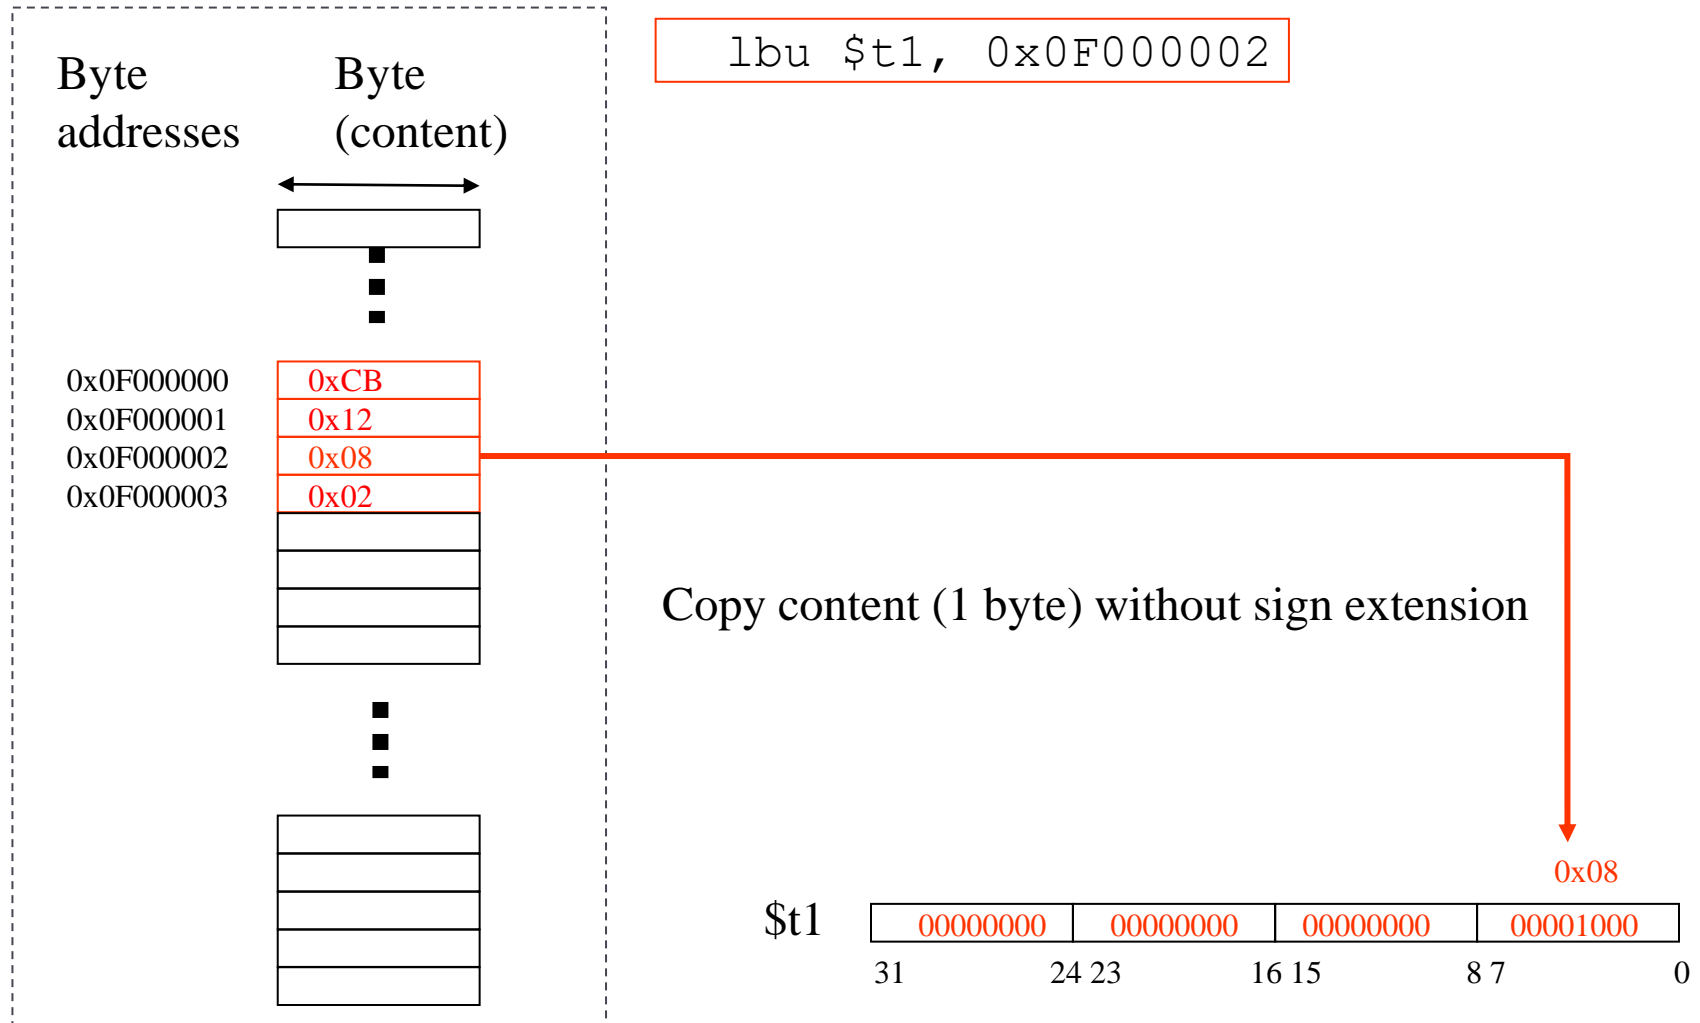 lbu $t1, 0x0F000002
Byte addresses
Byte (content)
0x0F000000 0xCB
0x0F000001 0x12
0x0F000002 0x08
0x0F000003 0x02
Copy content (1 byte) without sign extension
0x08
$t1 00000000 00000000 00000000 00001000
31 24 23 16 15 8 7 0